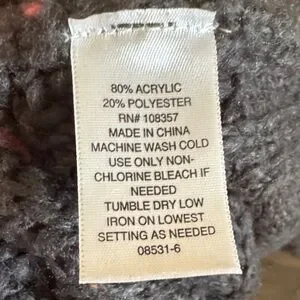 80% ACRYLIC
20% POLYESTER
RN# 108357
MADE IN CHINA
MACHINE WASH COLD
USE ONLY NON-
CHLORINE BLEACH IF
NEEDED
TUMBLE DRY LOW
IRON ON LOWEST
SETTING AS NEEDED
08531-6